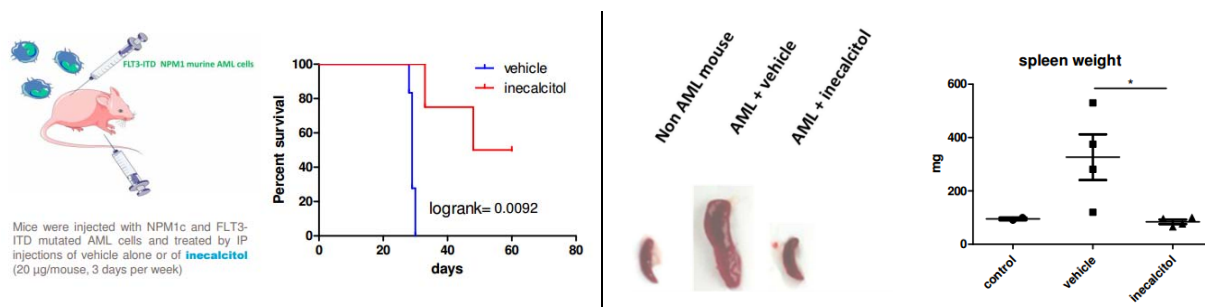 FLT3-ITD NPM1 murine AML cells
Mice were injected with NPM1c and FLT3-
ITD mutated AML cells and treated by IP
injections of vehicle alone or of inecalcitol
(20 µg/mouse, 3 days per week)
Percent survival
100
80
60
40
20
0
vehicle
inecalcitol
logrank= 0.0092
0
20
40
60
80
days
Non AML mouse
AML + vehicle
AML + inecalcitol
spleen weight
*
mg
600
400
200
0
control
vehicle
inecalcitol